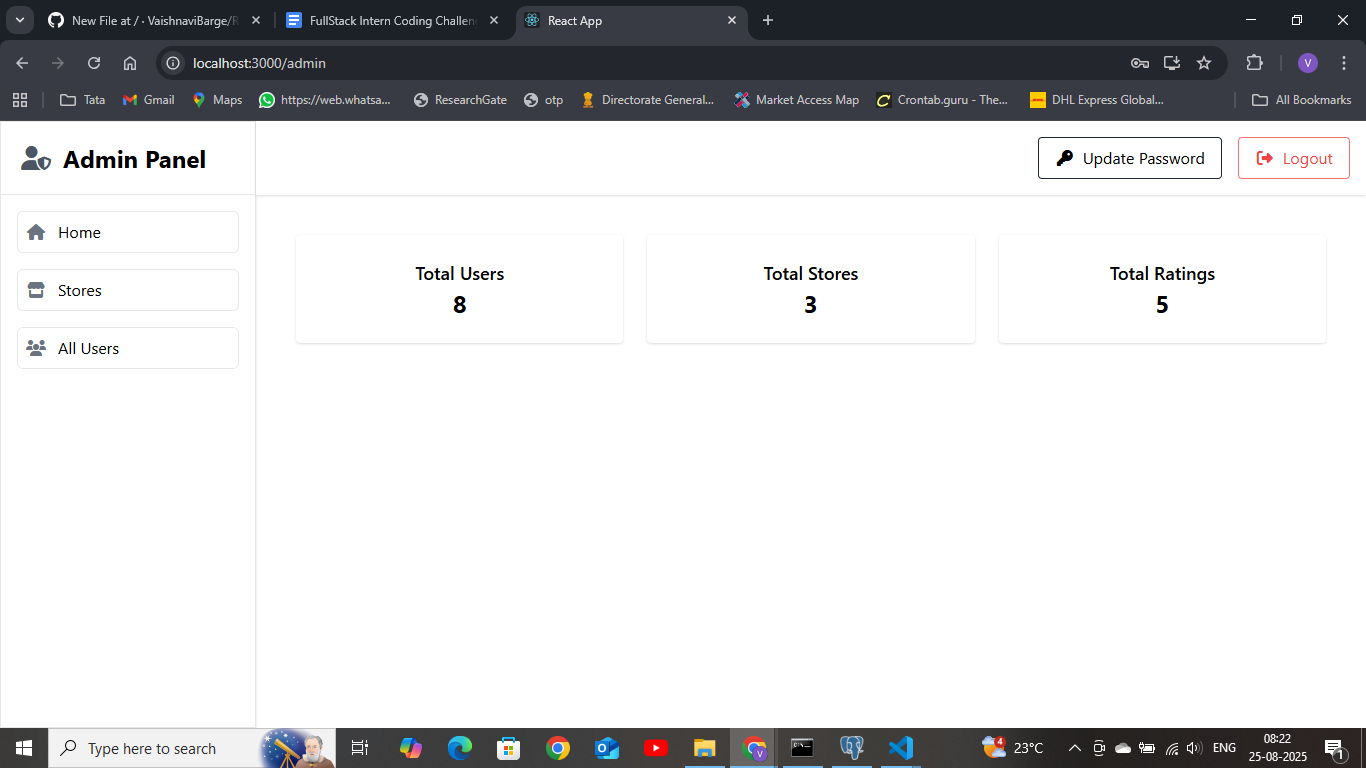 New File at / · VaishnaviBarge/R
FullStack Intern Coding Challen
React App
localhost:3000/admin
V
Tata
Gmail
Maps
https://web.whatsa...
ResearchGate
otp
Directorate General...
Market Access Map
Crontab.guru - The...
DHL Express Global...
All Bookmarks
Admin Panel
Update Password
Logout
Home
Stores
All Users
Total Users
8
Total Stores
3
Total Ratings
5
Type here to search
V
4
23°C
ENG
08:22
25-08-2025
1